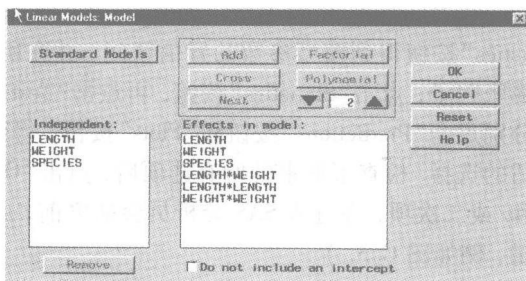 Linear Models: Model
Standard Models
Add
Factorial
Cross
Polynomial
Nest
2
OK
Cancel
Reset
Help
Independent:
LENGTH
WEIGHT
SPECIES
Effects in model:
LENGTH
WEIGHT
SPECIES
LENGTH*WEIGHT
LENGTH*LENGTH
WEIGHT*WEIGHT
Remove
Do not include an intercept